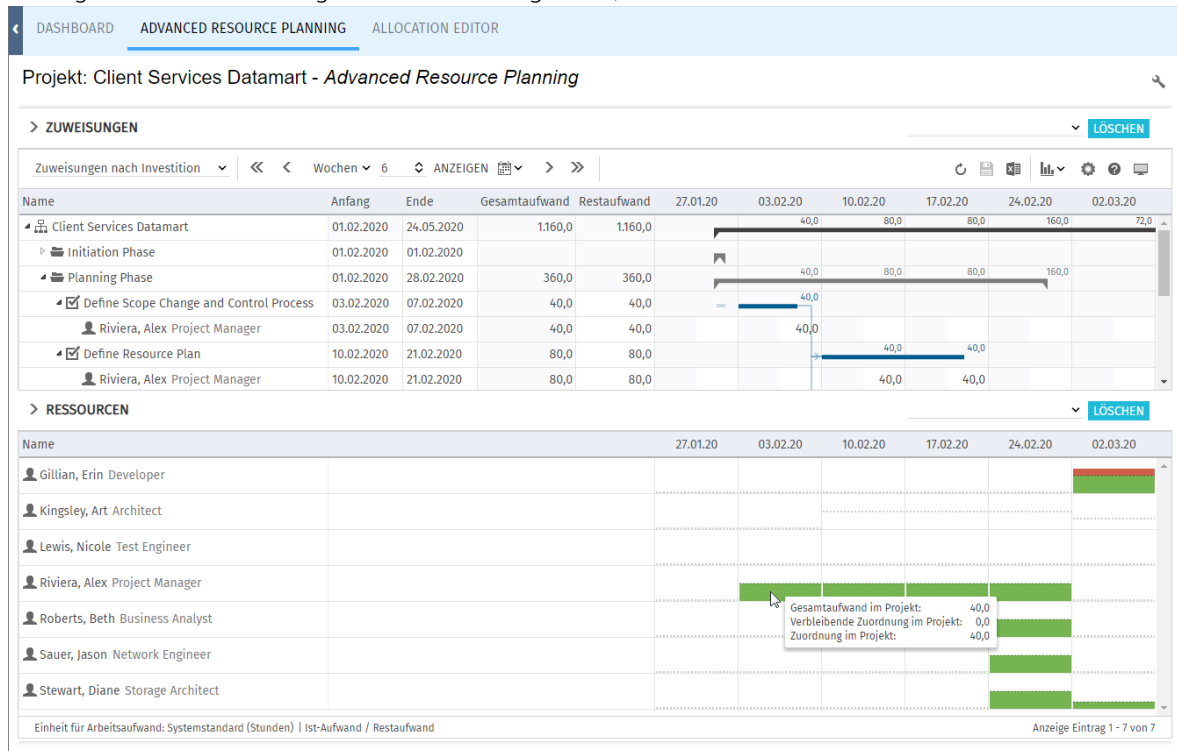 DASHBOARD ADVANCED RESOURCE PLANNING ALLOCATION EDITOR
Projekt: Client Services Datamart - Advanced Resource Planning
ZUWEISUNGEN LÖSCHEN
Zuweisungen nach Investition Wochen 6 ANZEIGEN
Name Anfang Ende Gesamtaufwand Restaufwand 27.01.20 03.02.20 10.02.20 17.02.20 24.02.20 02.03.20
Client Services Datamart 01.02.2020 24.05.2020 1.160,0 1.160,0 40,0 80,0 80,0 160,0 72,0
Initiation Phase 01.02.2020 01.02.2020
Planning Phase 01.02.2020 28.02.2020 360,0 360,0 40,0 80,0 80,0 160,0
Define Scope Change and Control Process 03.02.2020 07.02.2020 40,0 40,0 40,0
Riviera, Alex Project Manager 03.02.2020 07.02.2020 40,0 40,0 40,0
Define Resource Plan 10.02.2020 21.02.2020 80,0 80,0 40,0 40,0
Riviera, Alex Project Manager 10.02.2020 21.02.2020 80,0 80,0 40,0 40,0
RESSOURCEN LÖSCHEN
Name 27.01.20 03.02.20 10.02.20 17.02.20 24.02.20 02.03.20
Gillian, Erin Developer
Kingsley, Art Architect
Lewis, Nicole Test Engineer
Riviera, Alex Project Manager
Gesamtaufwand im Projekt: 40,0
Verbleibende Zuordnung im Projekt: 0,0
Zuordnung im Projekt: 40,0
Roberts, Beth Business Analyst
Sauer, Jason Network Engineer
Stewart, Diane Storage Architect
Einheit für Arbeitsaufwand: Systemstandard (Stunden) | Ist-Aufwand / Restaufwand Anzeige Eintrag 1 - 7 von 7